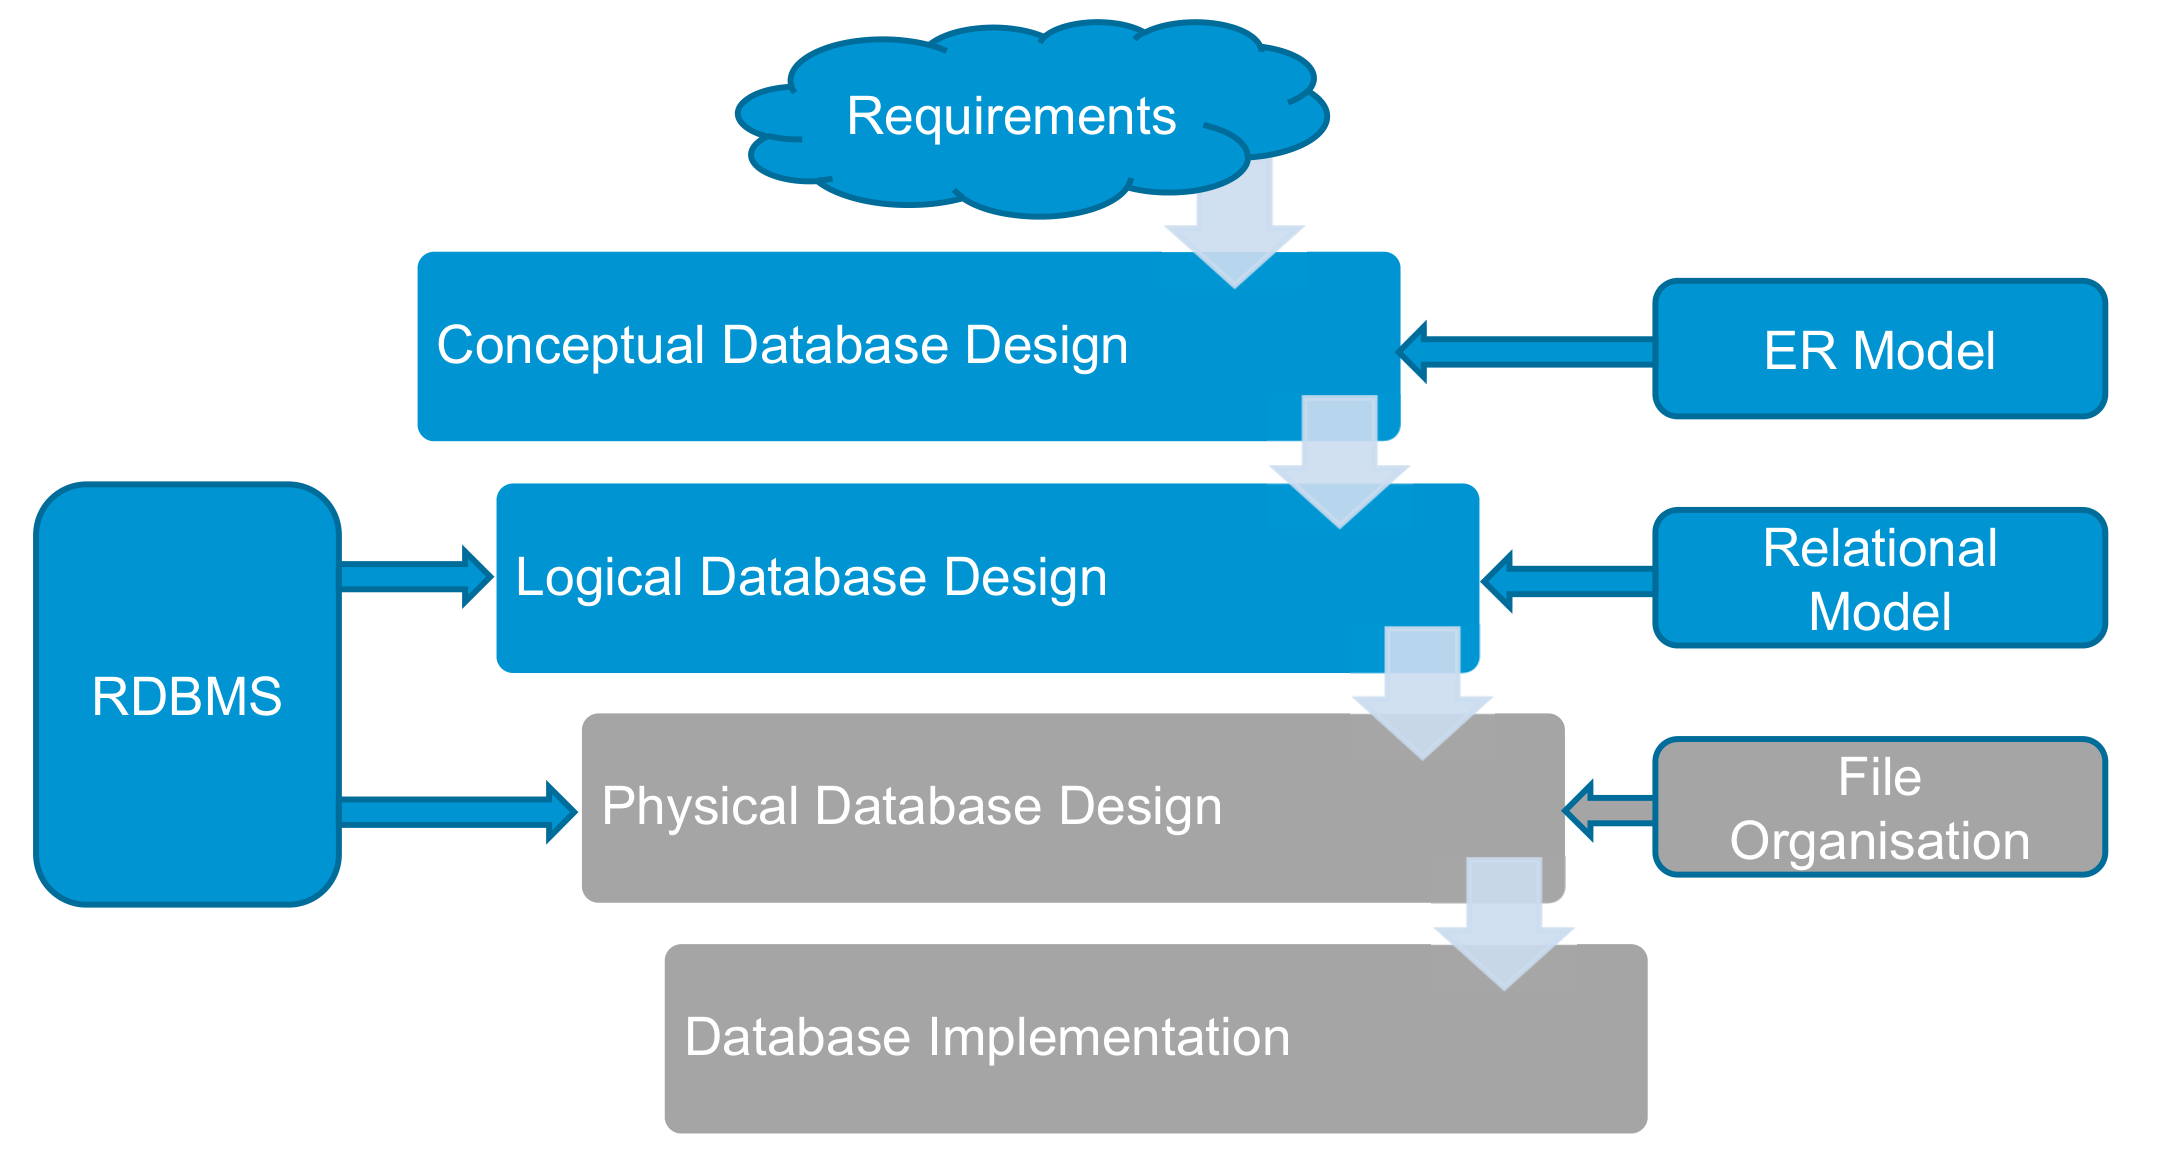 Requirements
Conceptual Database Design
ER Model
Logical Database Design
Relational
Model
RDBMS
Physical Database Design
File
Organisation
Database Implementation